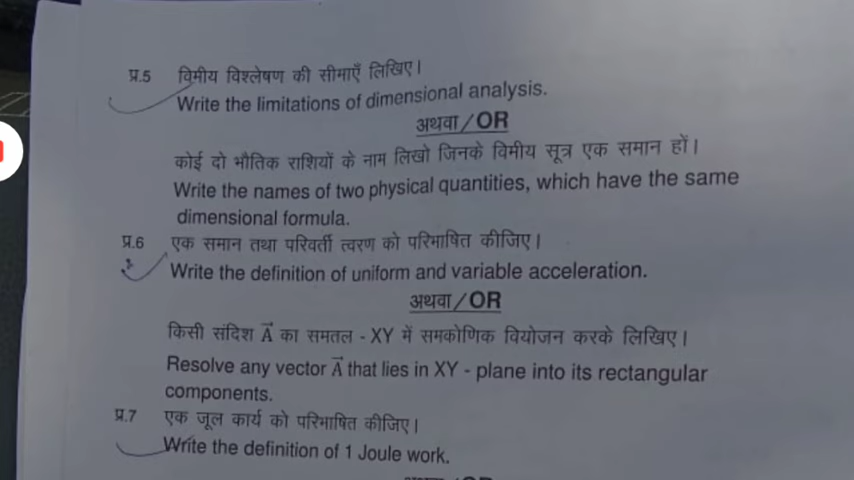 प्र.5 विमीय विश्लेषण की सीमाएँ लिखिए।
Write the limitations of dimensional analysis.
अथवा/OR
कोई दो भौतिक राशियों के नाम लिखो जिनके विमीय सूत्र एक समान हों।
Write the names of two physical quantities, which have the same
dimensional formula.
प्र.6 एक समान तथा परिवर्ती त्वरण को परिभाषित कीजिए।
Write the definition of uniform and variable acceleration.
अथवा/OR
किसी संदिश A⃗ का समतल - XY में समकोणिक वियोजन करके लिखिए।
Resolve any vector A⃗ that lies in XY - plane into its rectangular
components.
प्र.7 एक जूल कार्य को परिभाषित कीजिए।
Write the definition of 1 Joule work.